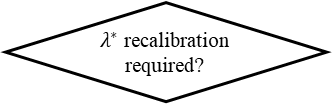 λ* recalibration
required?